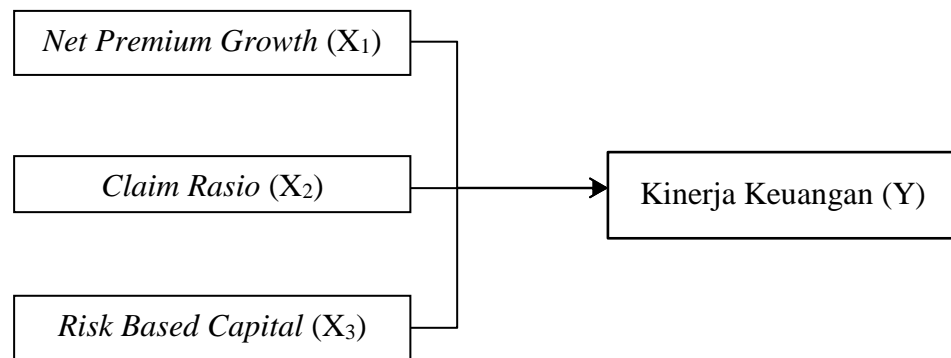 Net Premium Growth (X₁)
Claim Rasio (X₂)
Kinerja Keuangan (Y)
Risk Based Capital (X₃)